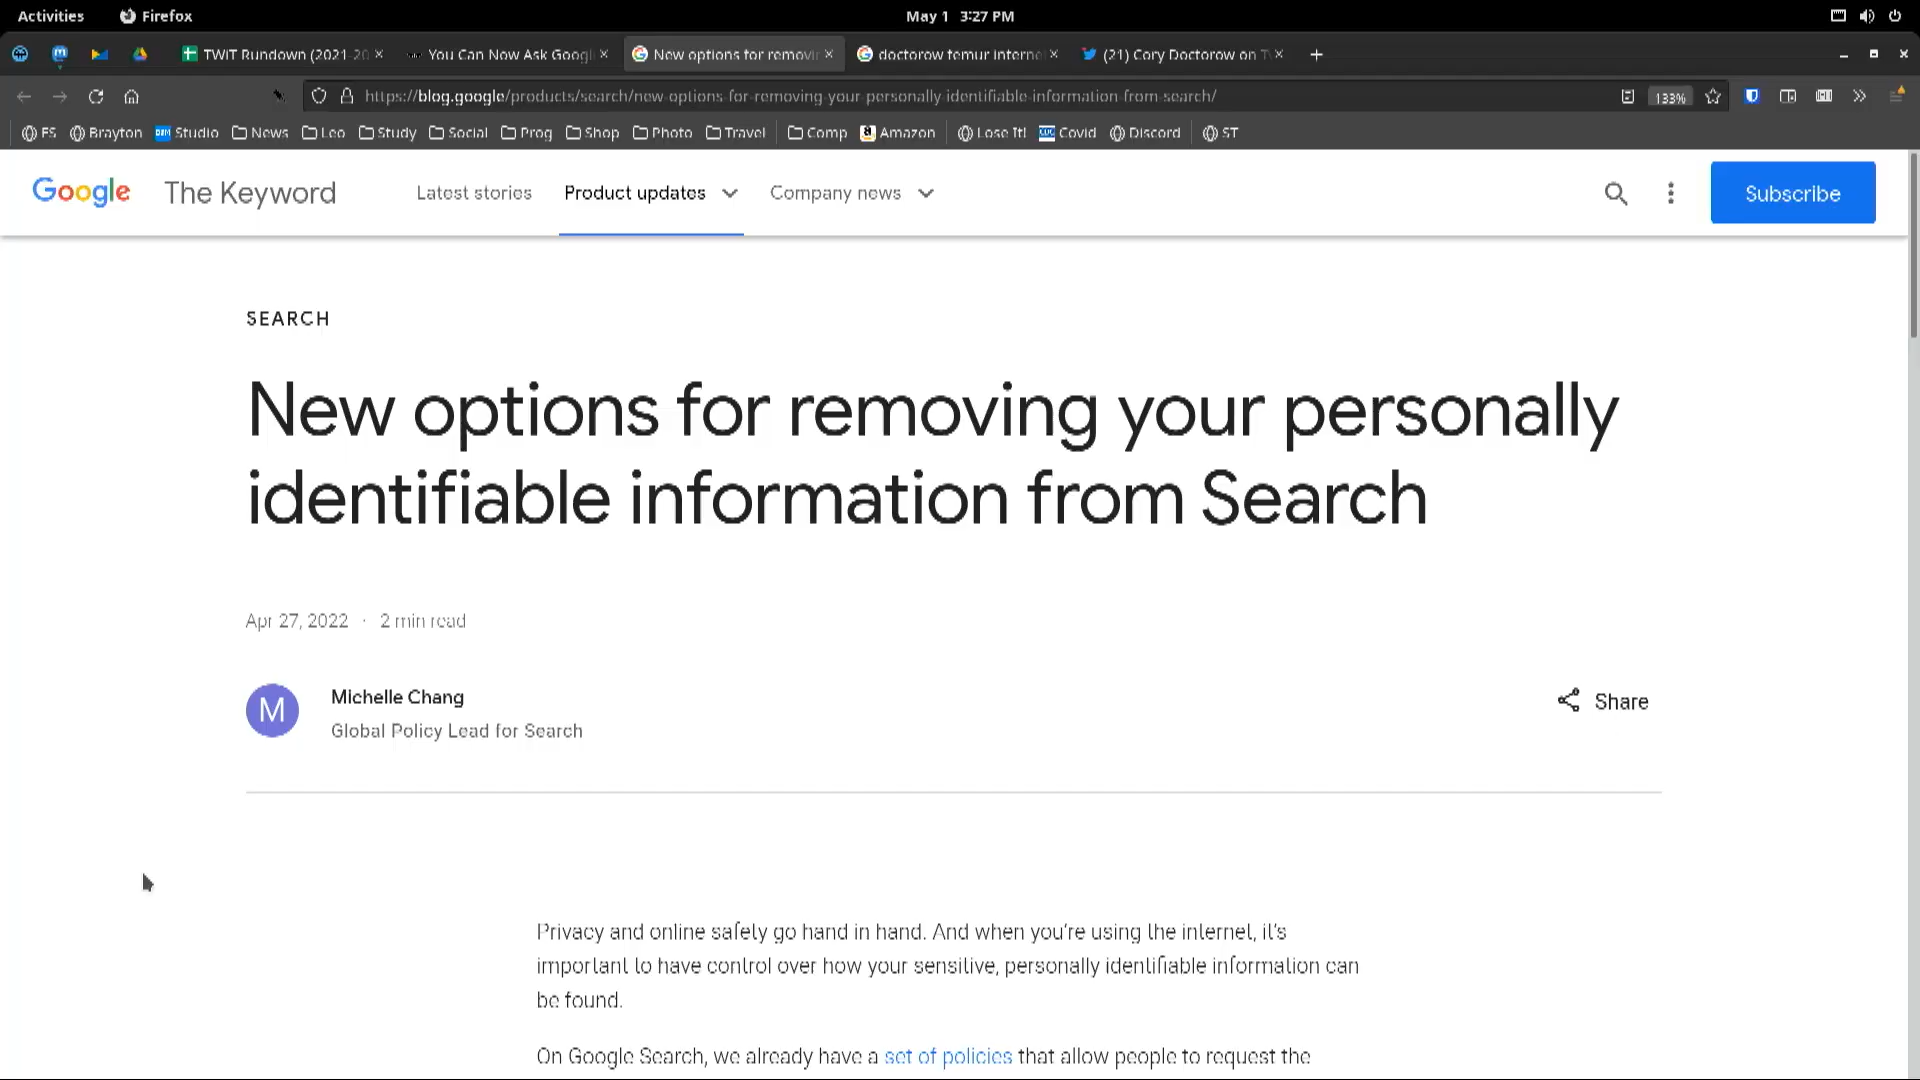 Activities Firefox May 1 3:27 PM
TWiT Rundown (2021-20 You Can Now Ask Googl New options for removin doctorow femur interne (21) Cory Doctorow on T
https://blog.google/products/search/new-options-for-removing-your-personally-identifiable-information-from-search/ 133%
FS Brayton Studio News Leo Study Social Prog Shop Photo Travel Comp Amazon Lose It! Covid Discord ST
Google The Keyword Latest stories Product updates Company news Subscribe
SEARCH
New options for removing your personally
identifiable information from Search
Apr 27, 2022 · 2 min read
M Michelle Chang
Global Policy Lead for Search
Share
Privacy and online safety go hand in hand. And when you're using the internet, it's
important to have control over how your sensitive, personally identifiable information can
be found.
On Google Search, we already have a set of policies that allow people to request the